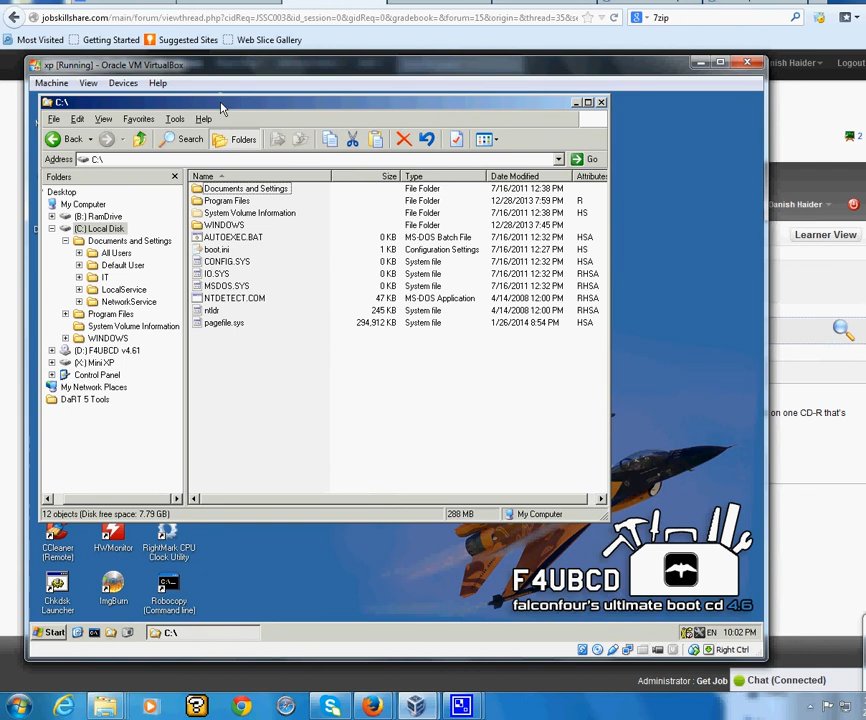 jobskillshare.org/main/forum/viewthread.php?cidReq=JSSC003&id_session=0&gidReq=0&gradebook=&forum=15&origin=&thread=35&se
7zip
Most Visited Getting Started Suggested Sites Web Slice Gallery
xp [Running] - Oracle VM VirtualBox
anish Haider Logout
Machine View Devices Help
C:\
File Edit View Favorites Tools Help
2
Back Search Folders
Address C:\ Go
Folders
Name Size Type Date Modified Attributes
Desktop
My Computer
(B:) RamDrive
(C:) Local Disk
Documents and Settings
All Users
Default User
IT
LocalService
NetworkService
Program Files
System Volume Information
WINDOWS
(D:) F4UBCD v4.61
(X:) Mini XP
Control Panel
My Network Places
DaRT 5 Tools
Documents and Settings File Folder 7/16/2011 12:38 PM
Program Files File Folder 12/28/2013 7:59 PM R
System Volume Information File Folder 7/16/2011 12:38 PM HS
WINDOWS File Folder 12/28/2013 7:45 PM
AUTOEXEC.BAT 0 KB MS-DOS Batch File 7/16/2011 12:32 PM HSA
boot.ini 1 KB Configuration Settings 7/16/2011 12:27 PM HS
CONFIG.SYS 0 KB System file 7/16/2011 12:32 PM HSA
IO.SYS 0 KB System file 7/16/2011 12:32 PM RHSA
MSDOS.SYS 0 KB System file 7/16/2011 12:32 PM RHSA
NTDETECT.COM 47 KB MS-DOS Application 4/14/2008 12:00 PM RHSA
ntldr 245 KB System file 4/14/2008 12:00 PM RHSA
pagefile.sys 294,912 KB System file 1/26/2014 8:54 PM HSA
Danish Haider
Learner View
on one CD-R that's
12 objects (Disk free space: 7.79 GB) 288 MB My Computer
CCleaner (Remote)
HWMonitor
RightMark CPU Clock Utility
Chkdsk Launcher
ImgBurn
Robocopy (Command line)
F4UBCD
falconfour's ultimate boot cd 4.6
Start C:\ EN 10:02 PM
Right Ctrl
Administrator : Get Job
Chat (Connected)